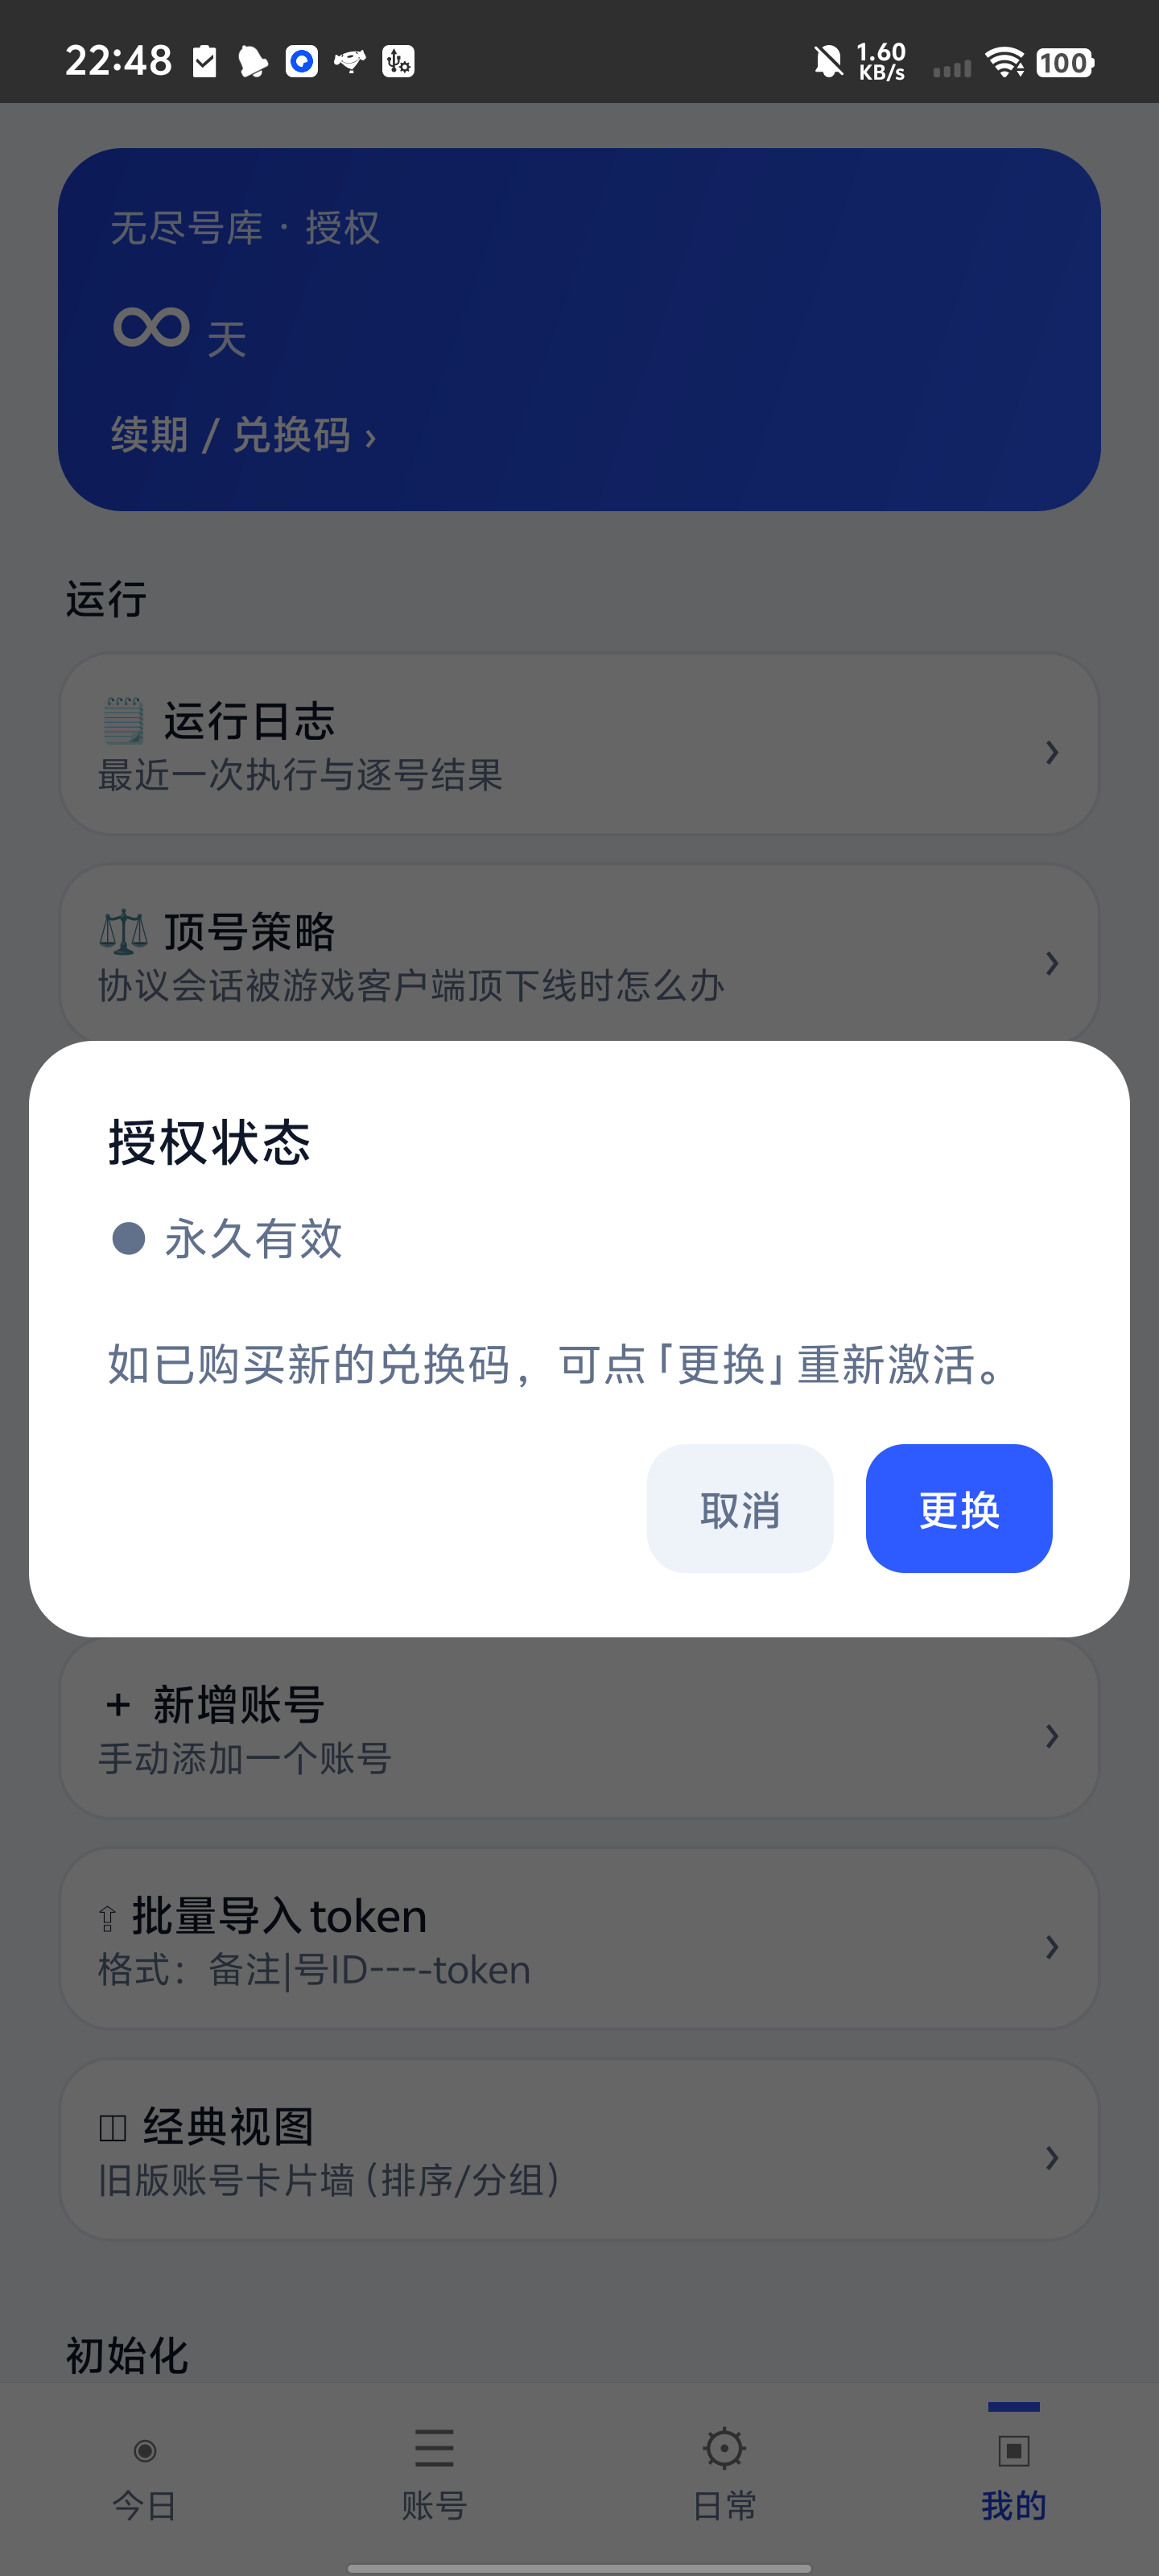 22:48
1.60
KB/s
100
无尽号库 · 授权
∞ 天
续期 / 兑换码 ›
运行
运行日志
最近一次执行与逐号结果
顶号策略
协议会话被游戏客户端顶下线时怎么办
授权状态
● 永久有效
如已购买新的兑换码，可点「更换」重新激活。
取消
更换
+ 新增账号
手动添加一个账号
⇪ 批量导入token
格式：备注|号ID----token
◫ 经典视图
旧版账号卡片墙（排序/分组）
初始化
今日
账号
日常
我的